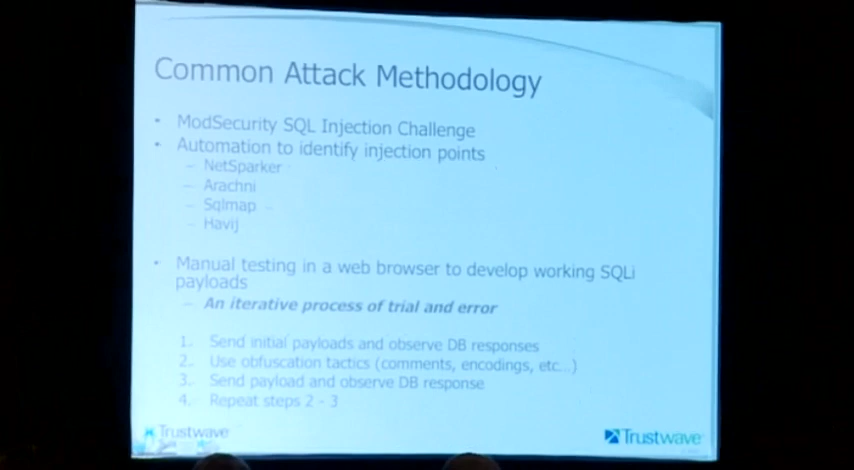 Common Attack Methodology
• ModSecurity SQL Injection Challenge
• Automation to identify injection points
– NetSparker
– Arachni
– Sqlmap
– Havij
• Manual testing in a web browser to develop working SQLi
payloads
– An iterative process of trial and error
1. Send initial payloads and observe DB responses
2. Use obfuscation tactics (comments, encodings, etc...)
3. Send payload and observe DB response
4. Repeat steps 2 - 3
Trustwave
Trustwave